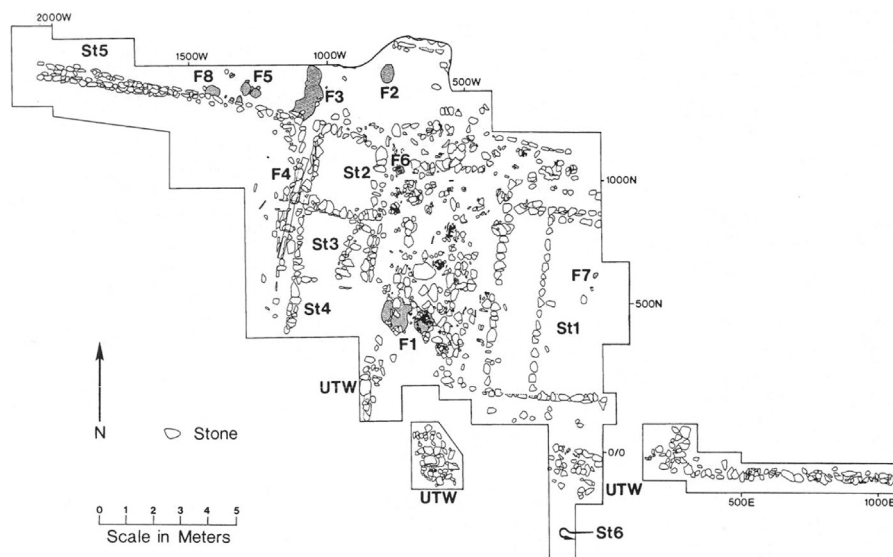 2000W
St5
1500W
1000W
500W
F8
F5
F3
F2
F4
St2
F6
1000N
St3
F7
St4
500N
F1
St1
UTW
N
Stone
0/0
UTW
UTW
500E
1000E
0 1 2 3 4 5
Scale in Meters
St6